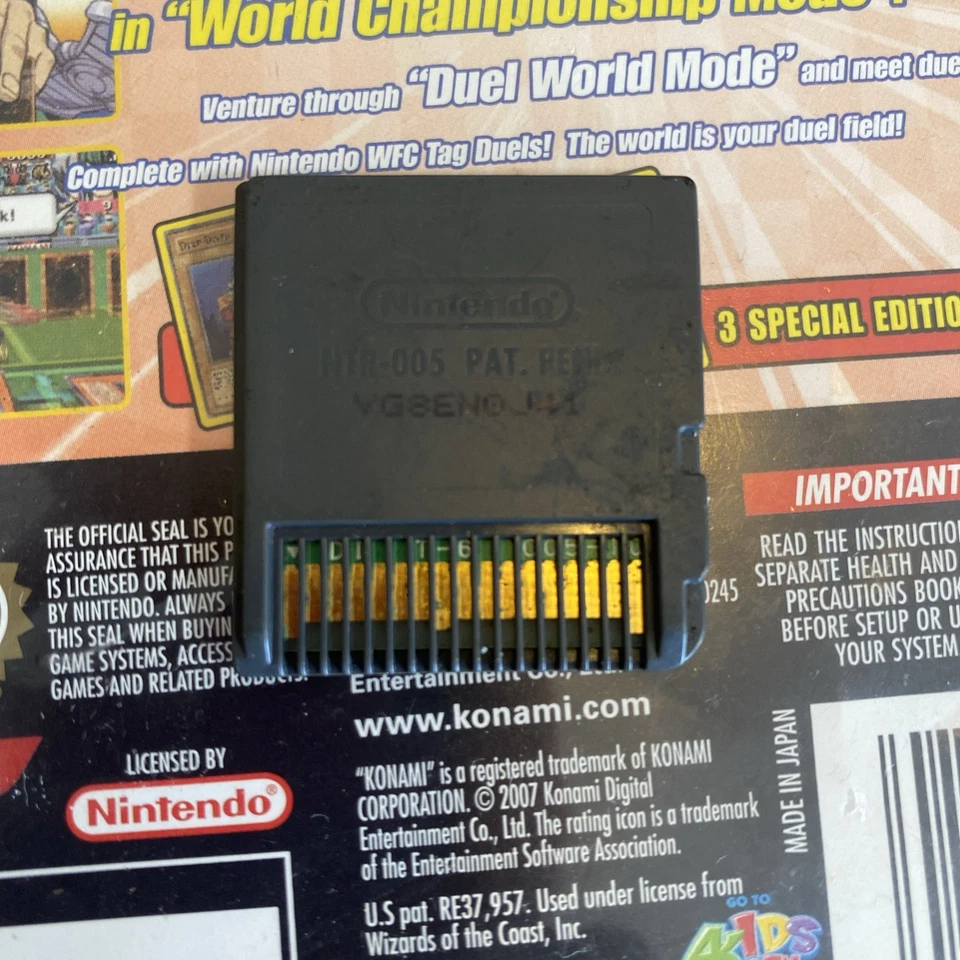 in "World Championship Mode".
Venture through "Duel World Mode" and meet due
Complete with Nintendo WFC Tag Duels! The world is your duel field!
k!
3 SPECIAL EDITIO
Nintendo®
NTR-005 PAT. PEND.
THE OFFICIAL SEAL IS YO
ASSURANCE THAT THIS P
IS LICENSED OR MANUFA
BY NINTENDO. ALWAYS
THIS SEAL WHEN BUYIN
GAME SYSTEMS, ACCESS
GAMES AND RELATED PRODUCTS.
IMPORTANT
READ THE INSTRUCTION
SEPARATE HEALTH AND
PRECAUTIONS BOOK
BEFORE SETUP OR U
YOUR SYSTEM
0245
Entertainment Co., Ltd.
www.konami.com
LICENSED BY
Nintendo®
"KONAMI" is a registered trademark of KONAMI
CORPORATION. © 2007 Konami Digital
Entertainment Co., Ltd. The rating icon is a trademark
of the Entertainment Software Association.
U.S pat. RE37,957. Used under license from
Wizards of the Coast, Inc.
MADE IN JAPAN
GO TO
4KIDS